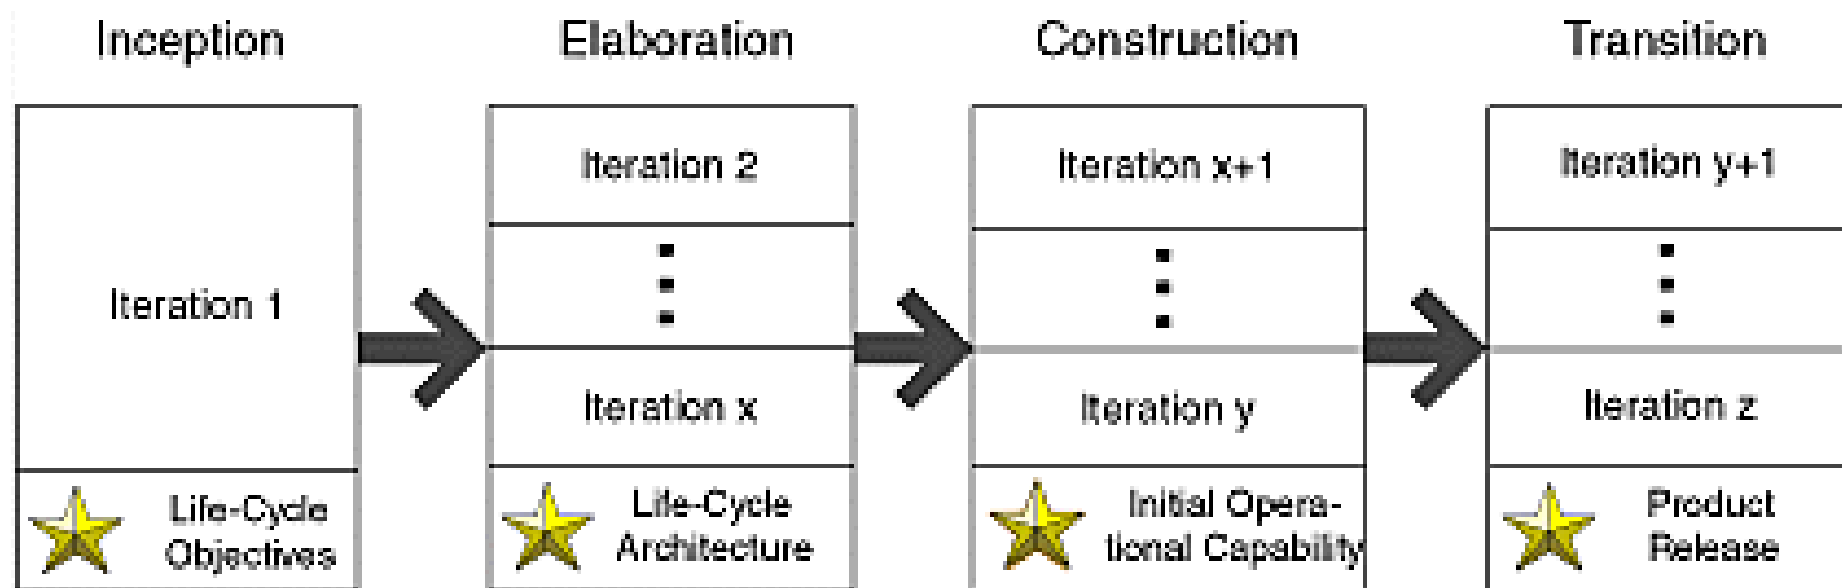 Inception
Elaboration
Construction
Transition
Iteration 1
Life-Cycle
Objectives
Iteration 2
Iteration x
Life-Cycle
Architecture
Iteration x+1
Iteration y
Initial Opera-
tional Capability
Iteration y+1
Iteration z
Product
Release